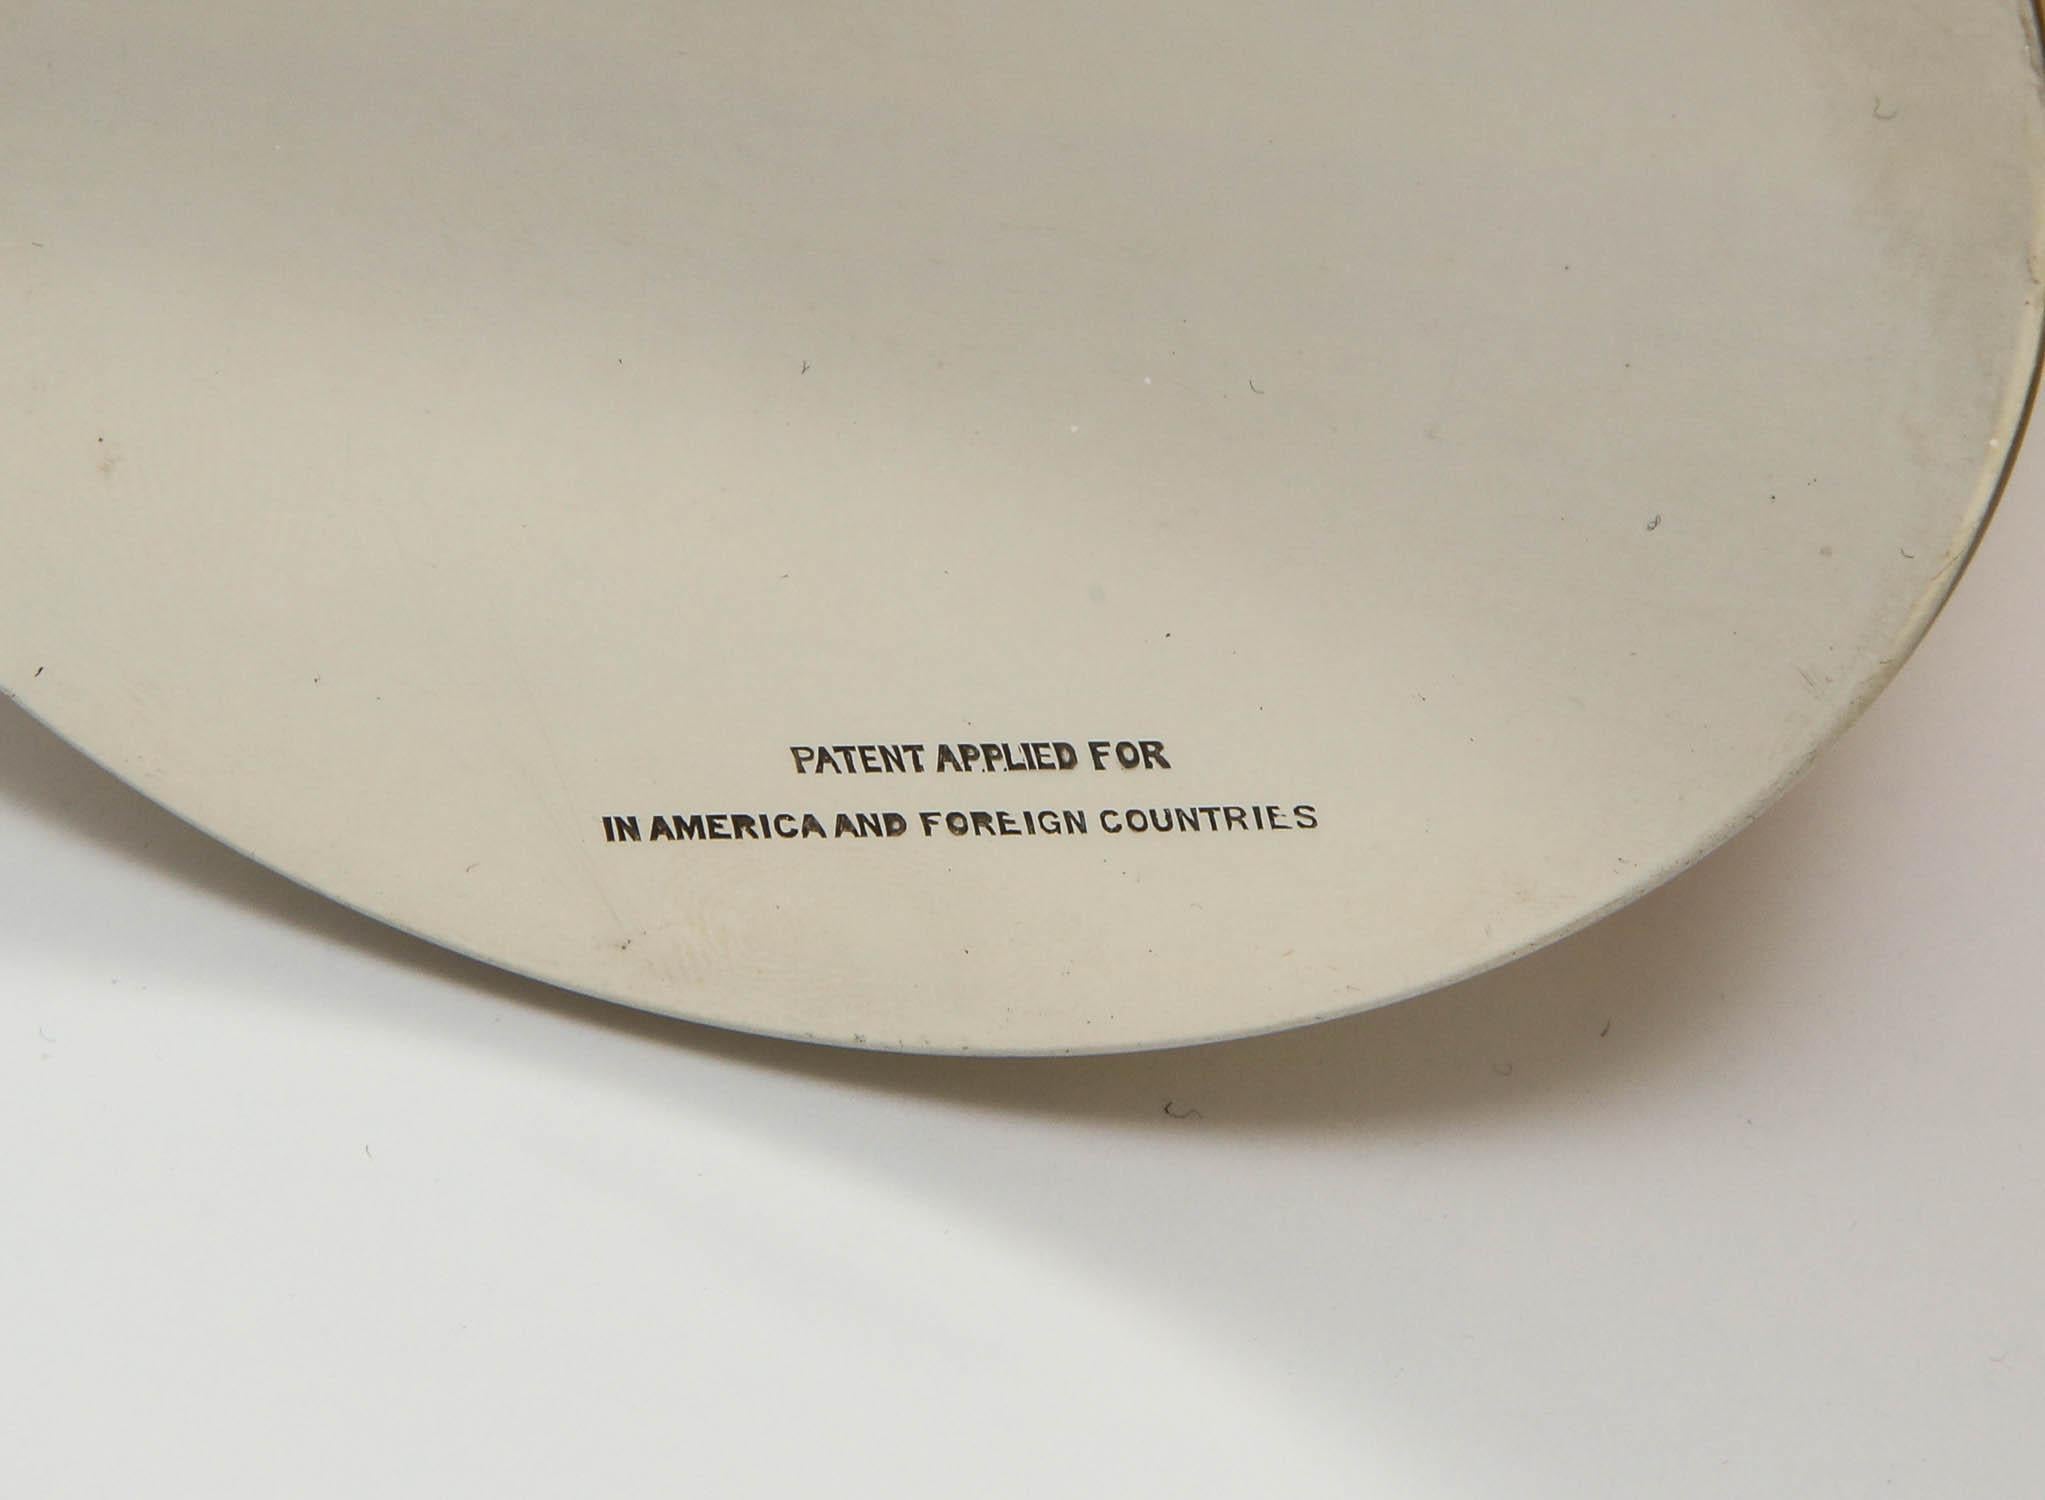 PATENT APPLIED FOR
IN AMERICA AND FOREIGN COUNTRIES